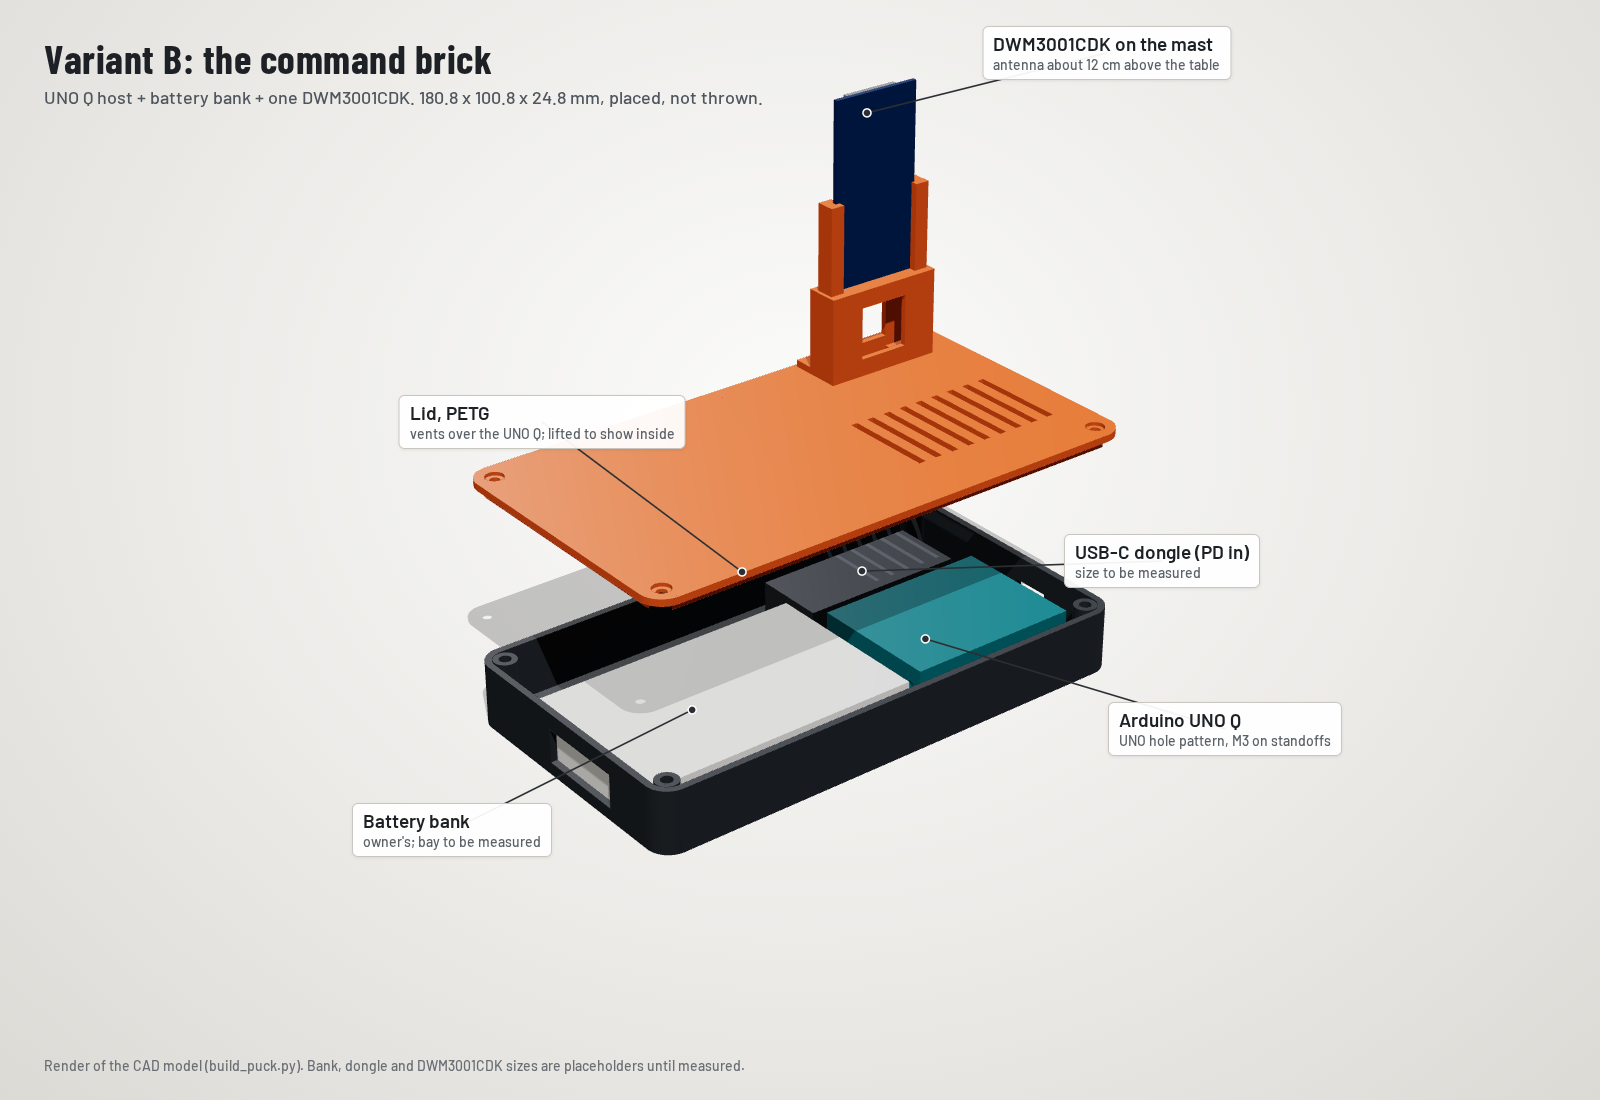 Variant B: the command brick
UNO Q host + battery bank + one DWM3001CDK. 180.8 x 100.8 x 24.8 mm, placed, not thrown.
DWM3001CDK on the mast
antenna about 12 cm above the table
Lid, PETG
vents over the UNO Q; lifted to show inside
USB-C dongle (PD in)
size to be measured
Arduino UNO Q
UNO hole pattern, M3 on standoffs
Battery bank
owner's; bay to be measured
Render of the CAD model (build_puck.py). Bank, dongle and DWM3001CDK sizes are placeholders until measured.